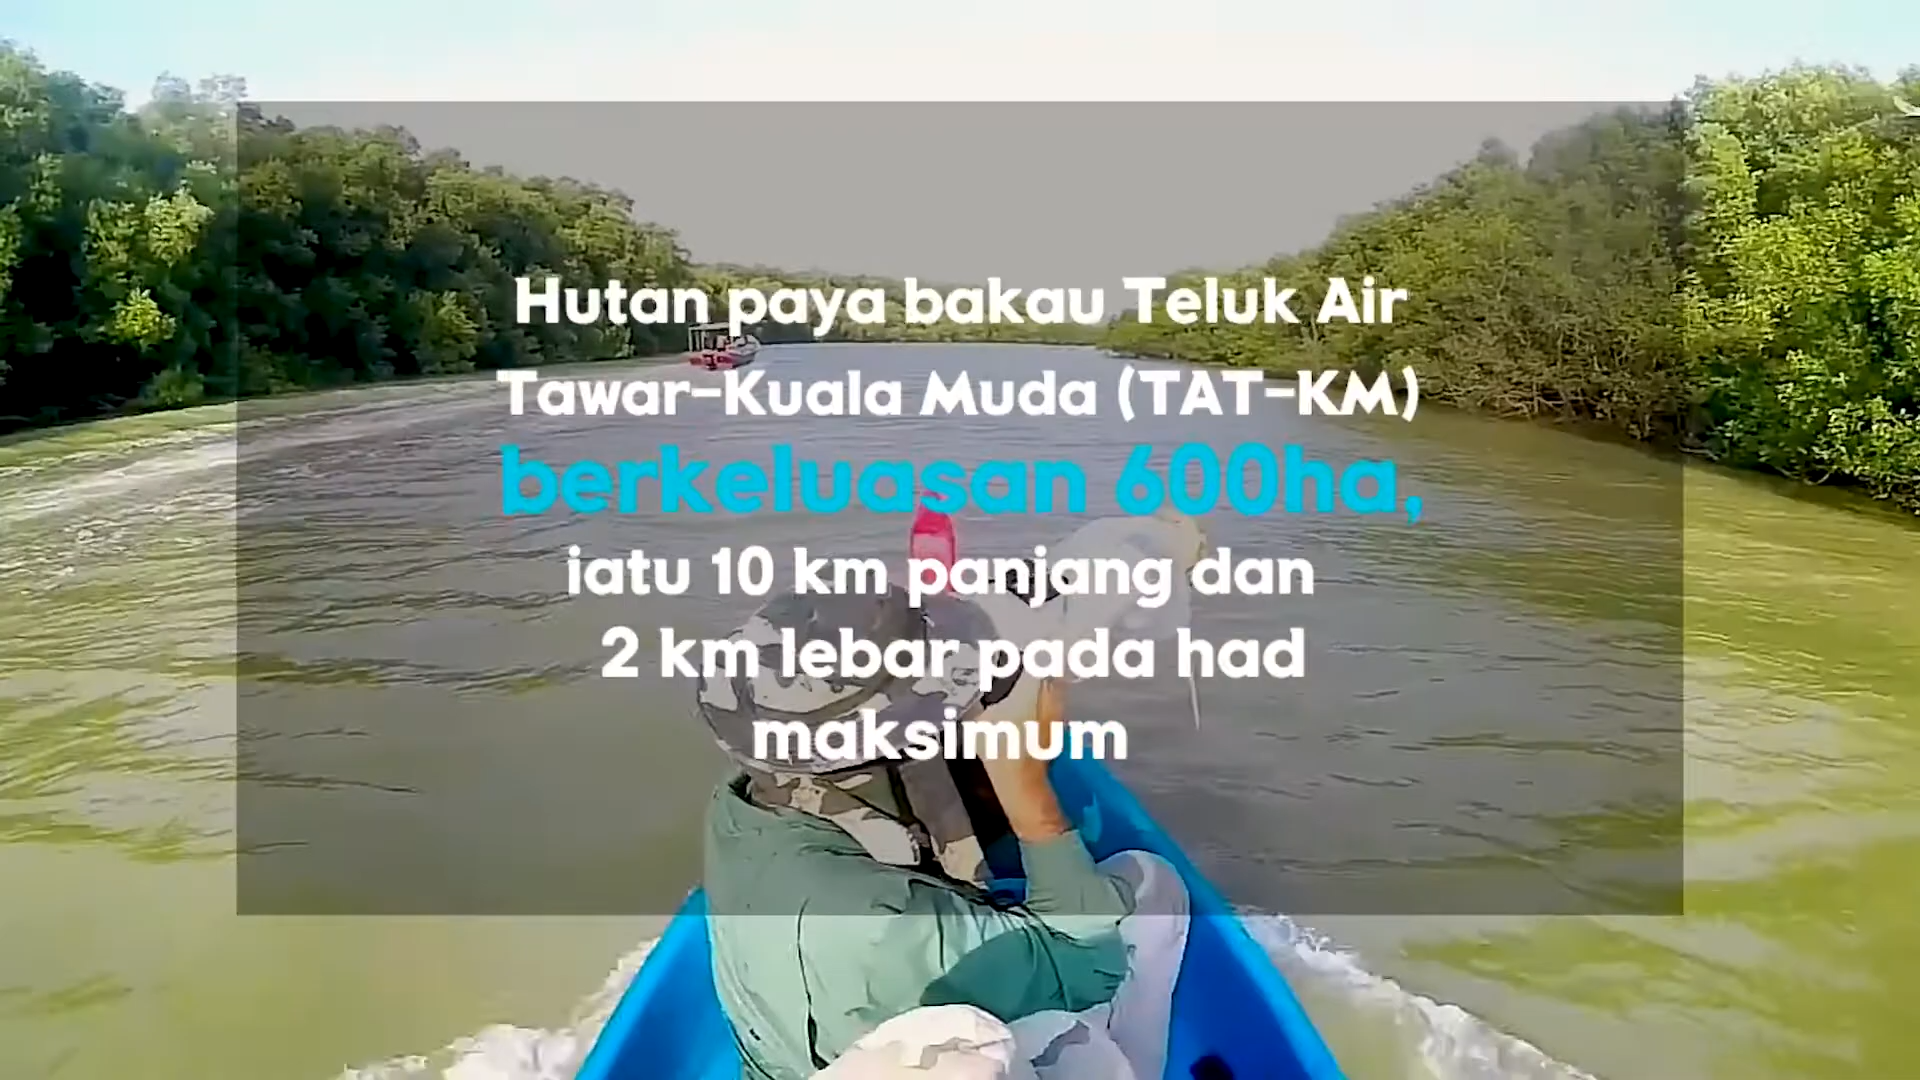 Hutan paya bakau Teluk Air
Tawar-Kuala Muda (TAT-KM)
berkeluasan 600ha,
iatu 10 km panjang dan
2 km lebar pada had
maksimum